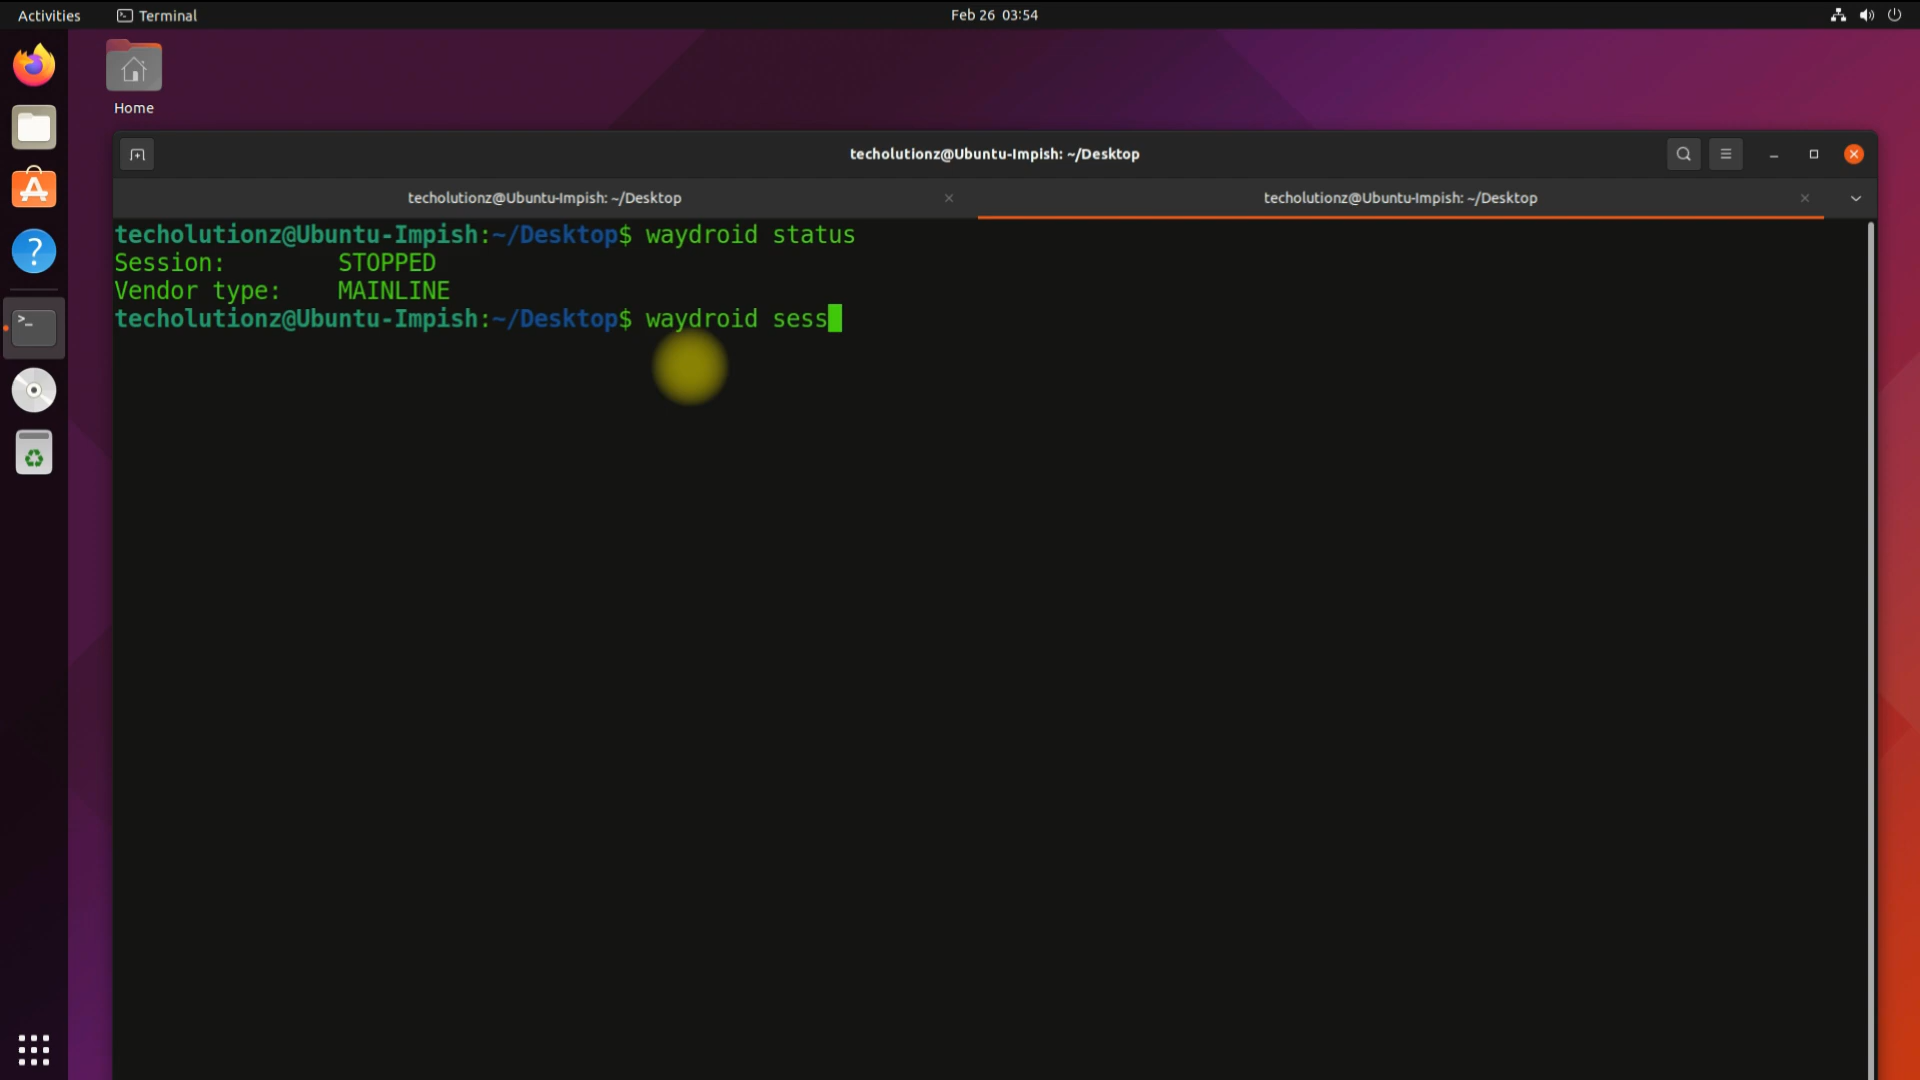 Activities
Terminal
Feb 26 03:54
Home
techolutionz@Ubuntu-Impish: ~/Desktop
techolutionz@Ubuntu-Impish: ~/Desktop
techolutionz@Ubuntu-Impish: ~/Desktop
techolutionz@Ubuntu-Impish:~/Desktop$ waydroid status
Session: STOPPED
Vendor type: MAINLINE
techolutionz@Ubuntu-Impish:~/Desktop$ waydroid sess